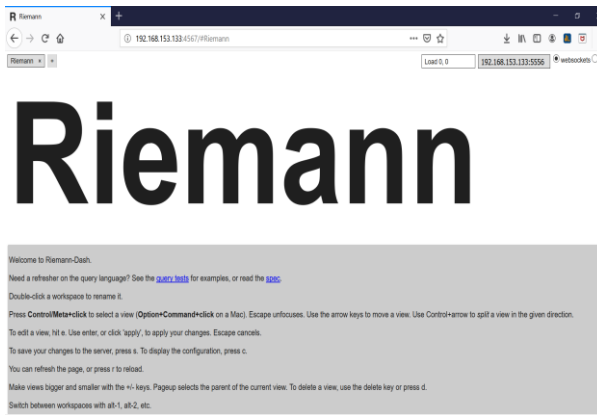 Riemann
192.168.153.133:4567/#Riemann
Riemann + +
Load 0, 0
192.168.153.133:5556
websockets
Riemann
Welcome to Riemann-Dash.
Need a refresher on the query language? See the query tests for examples, or read the spec.
Double-click a workspace to rename it.
Press Control/Meta+click to select a view (Option+Command+click on a Mac). Escape unfocuses. Use the arrow keys to move a view. Use Control+arrow to split a view in the given direction.
To edit a view, hit e. Use enter, or click 'apply', to apply your changes. Escape cancels.
To save your changes to the server, press s. To display the configuration, press c.
You can refresh the page, or press r to reload.
Make views bigger and smaller with the +/- keys. Pageup selects the parent of the current view. To delete a view, use the delete key or press d.
Switch between workspaces with alt-1, alt-2, etc.